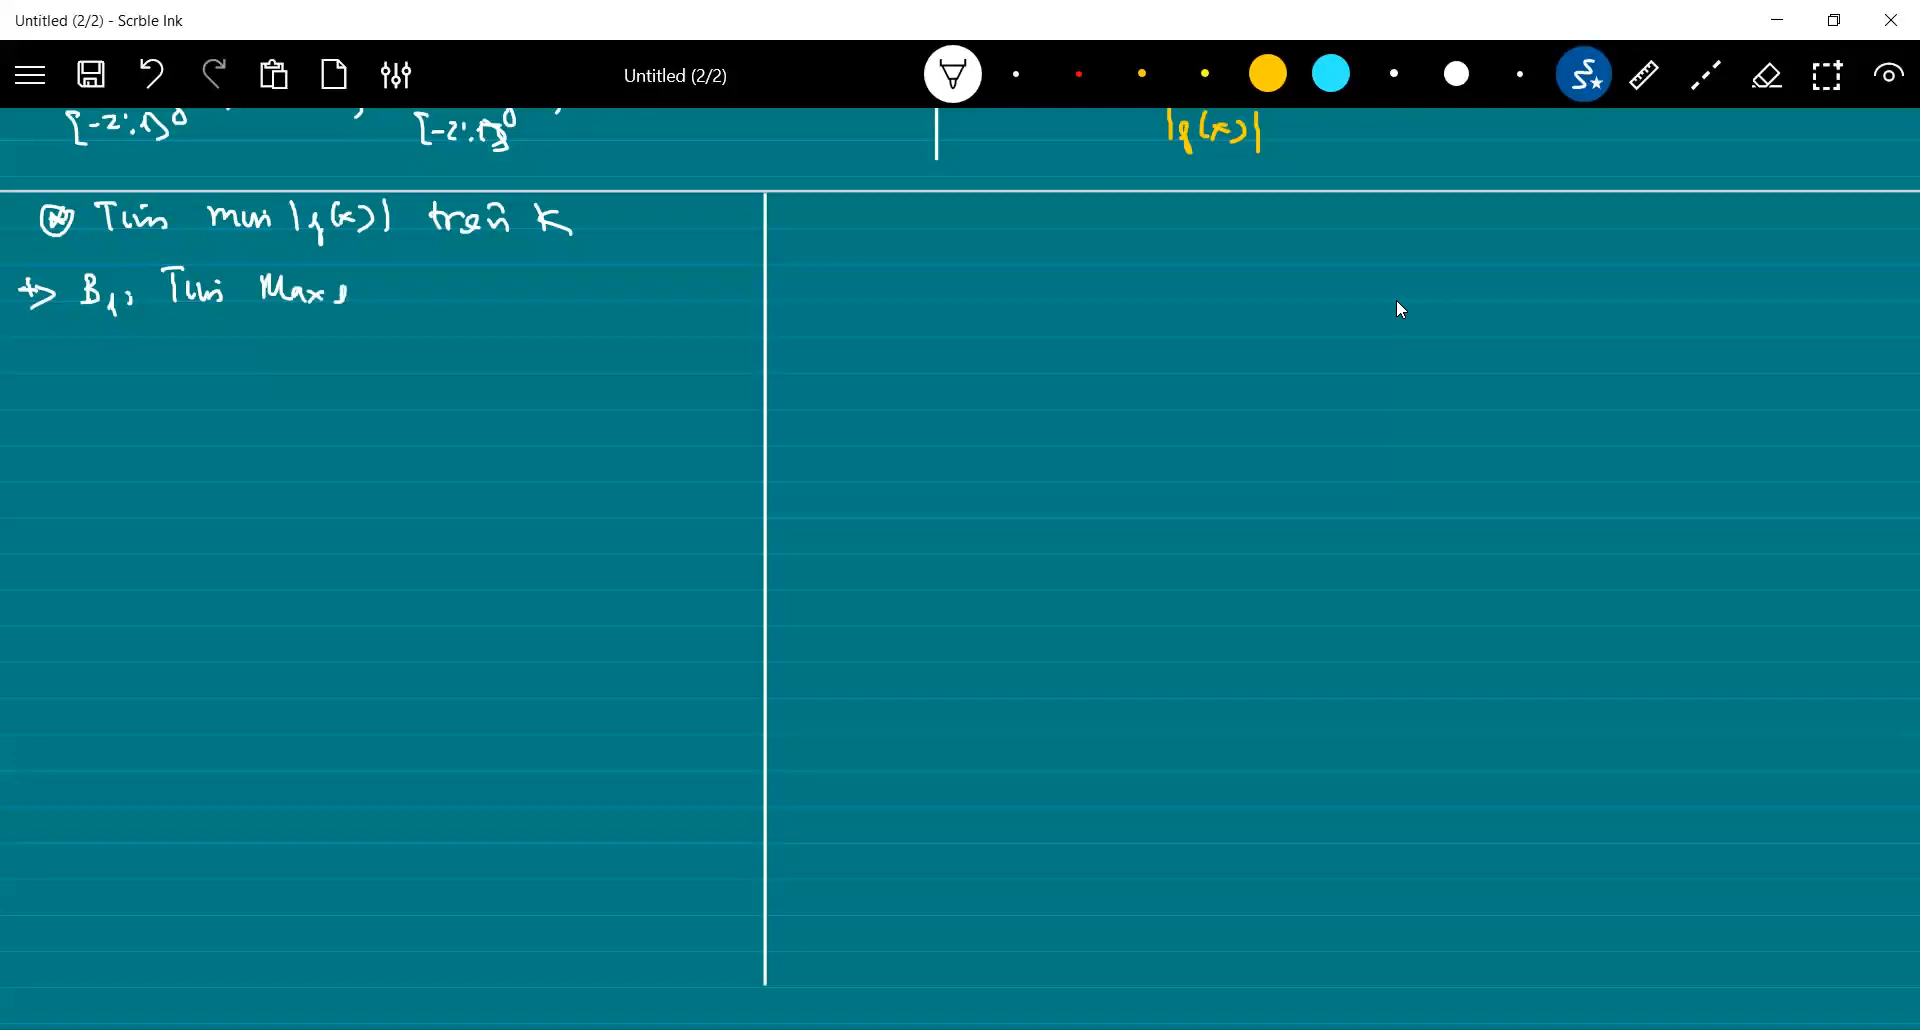 Untitled (2/2) - Scrble Ink
Untitled (2/2)
[-2;1] [-2;1]
|f(x)|
⊛ Tìm min |f(x)| trên K
+> B1: Tìm Max,